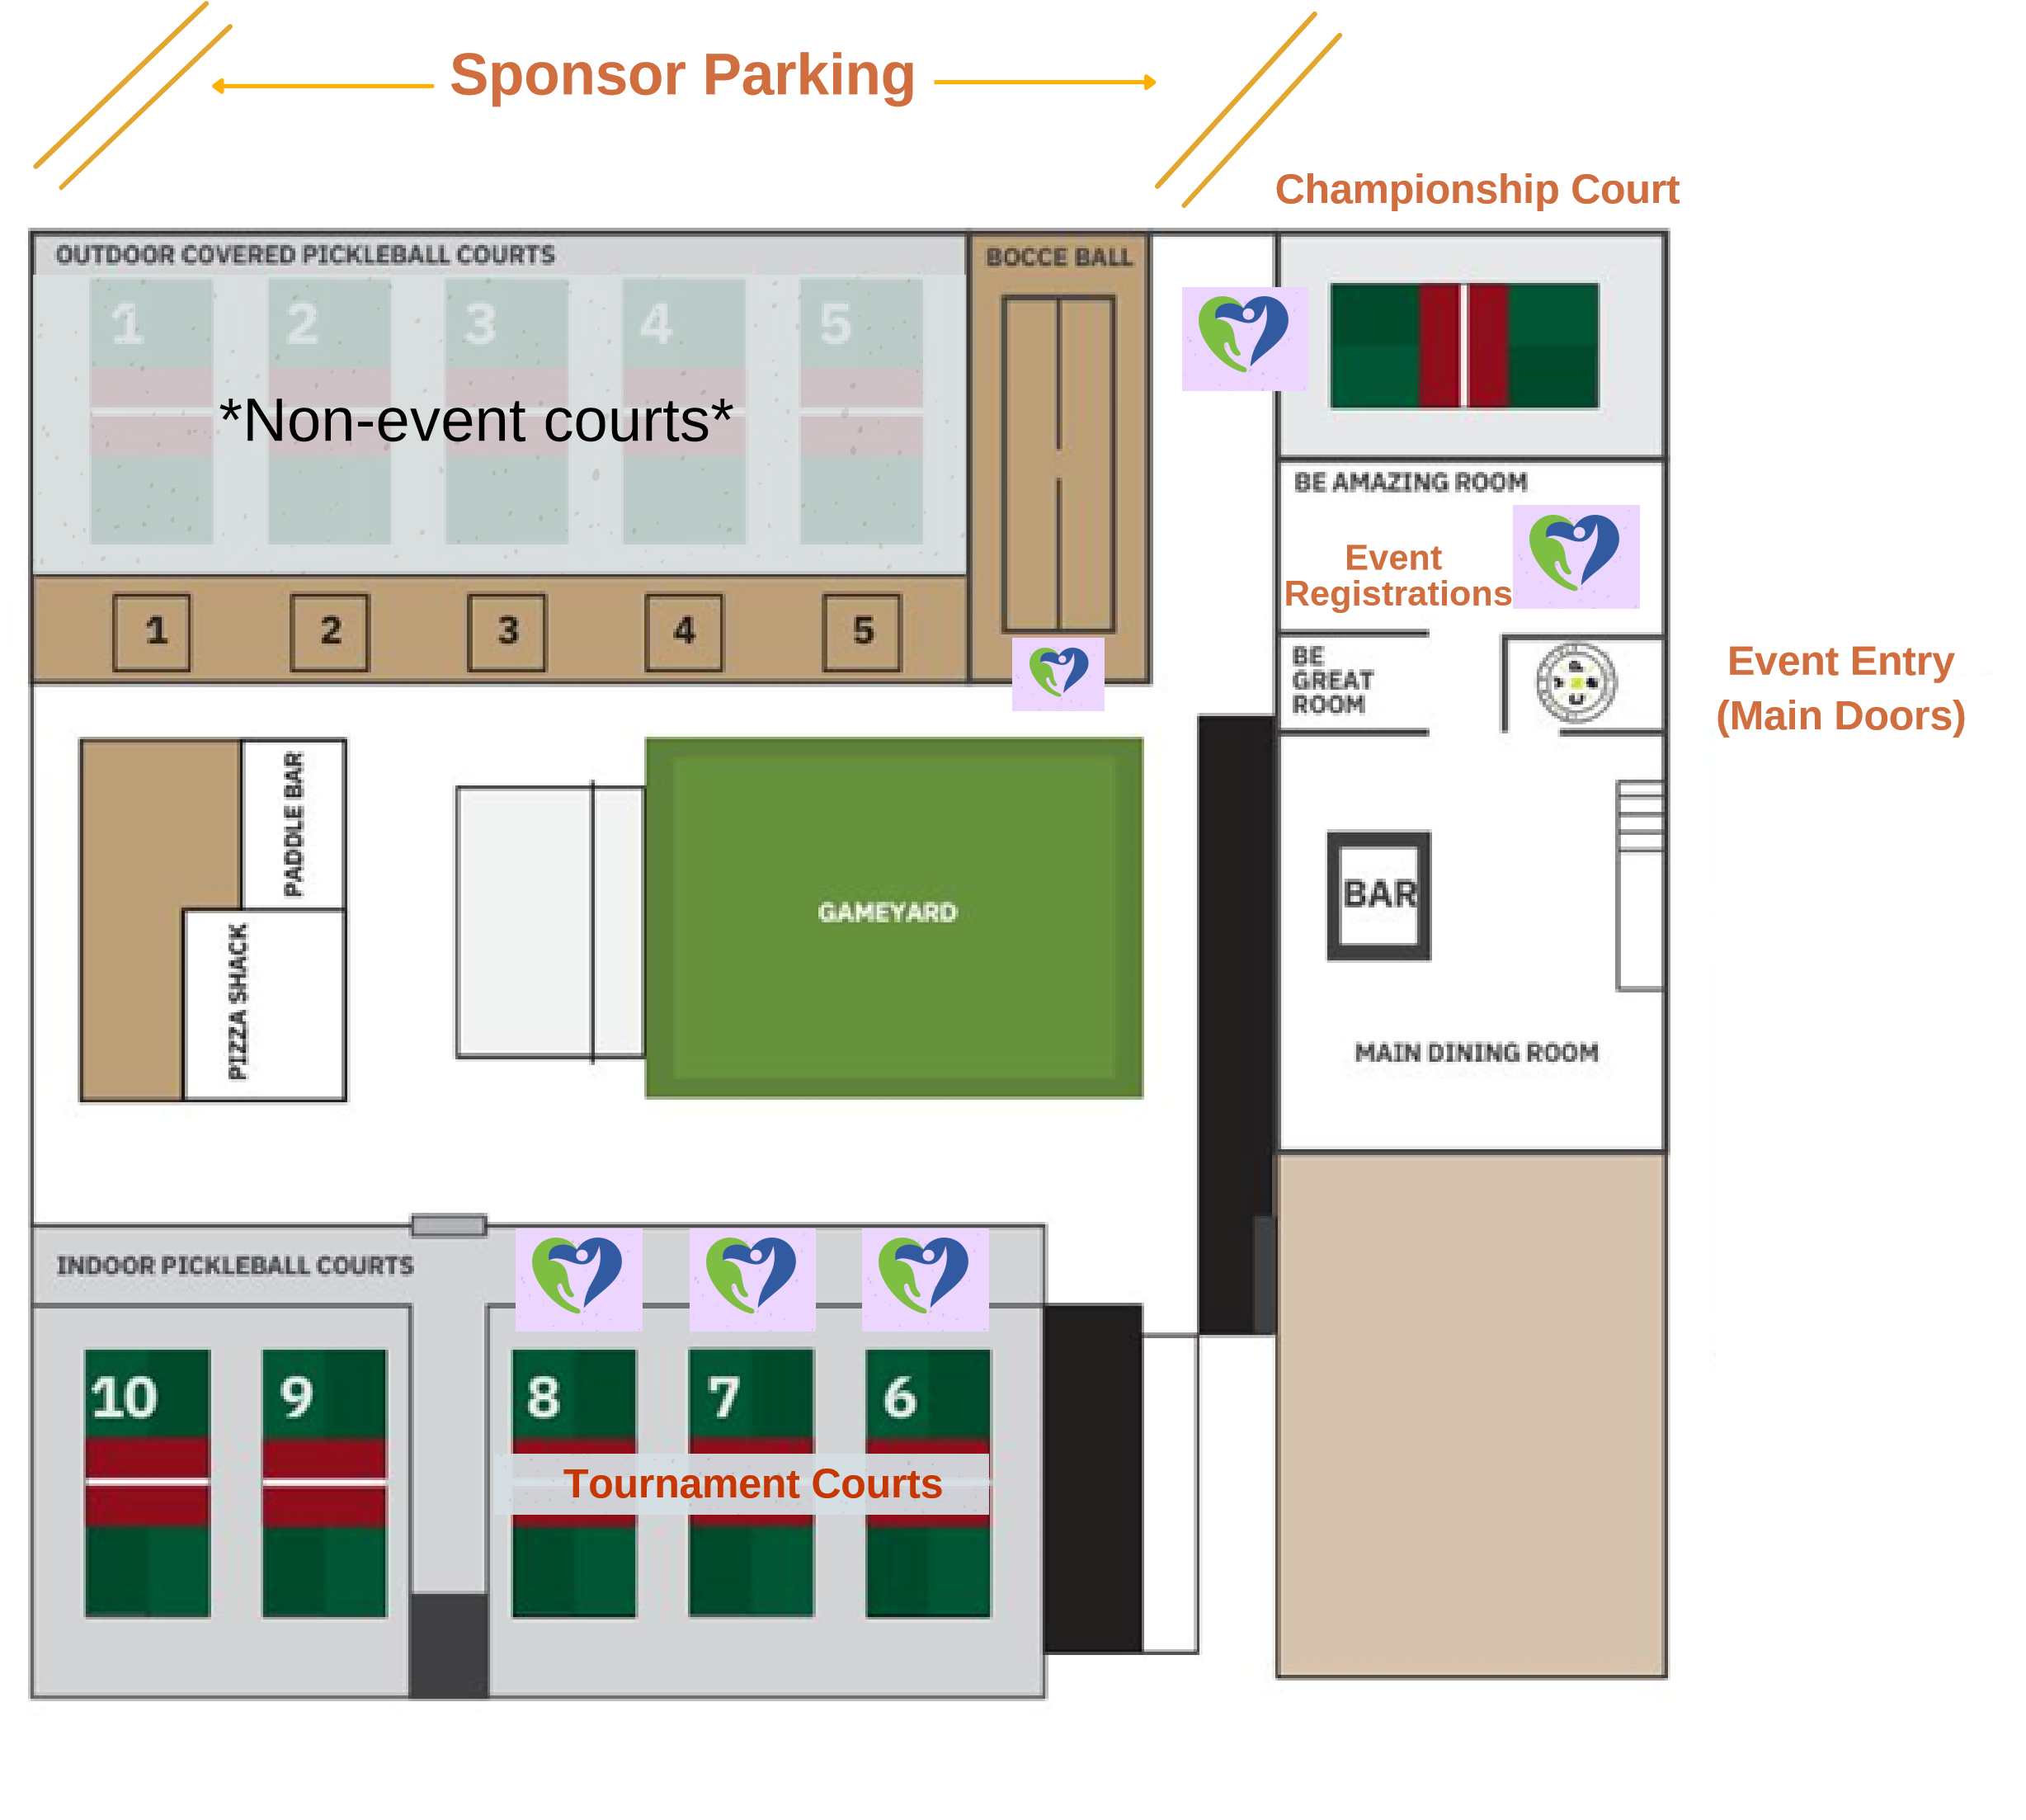 Sponsor Parking
Championship Court
OUTDOOR COVERED PICKLEBALL COURTS
BOCCE BALL
1 2 3 4 5
*Non-event courts*
BE AMAZING ROOM
Event
Registrations
1 2 3 4 5
BE
GREAT
ROOM
Event Entry
(Main Doors)
PADDLE BAR
PIZZA SHACK
GAMEYARD
BAR
MAIN DINING ROOM
INDOOR PICKLEBALL COURTS
10 9 8 7 6
Tournament Courts